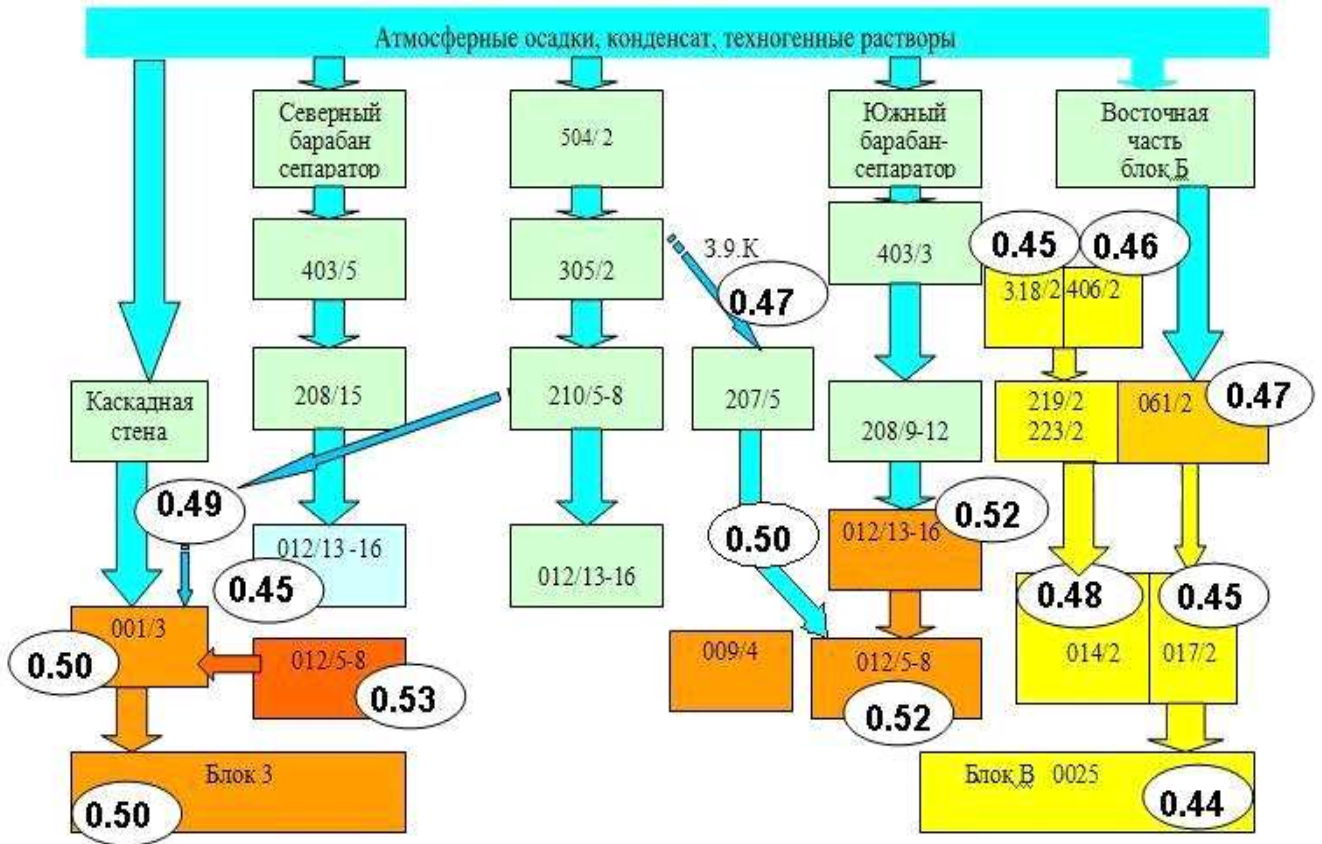 Атмосферные осадки, конденсат, техногенные растворы
Северный
барабан
сепаратор
504/2
Южный
барабан-
сепаратор
Восточная
часть
блок Б
403/5
305/2
3.9.К
0.47
403/3
0.45
0.46
318/2
406/2
Каскадная
стена
208/15
210/5-8
207/5
208/9-12
219/2
223/2
061/2
0.47
0.49
012/13-16
0.45
012/13-16
0.50
012/13-16
0.52
0.48
0.45
001/3
0.50
012/5-8
0.53
009/4
012/5-8
0.52
014/2
017/2
Блок 3
0.50
Блок В 0025
0.44